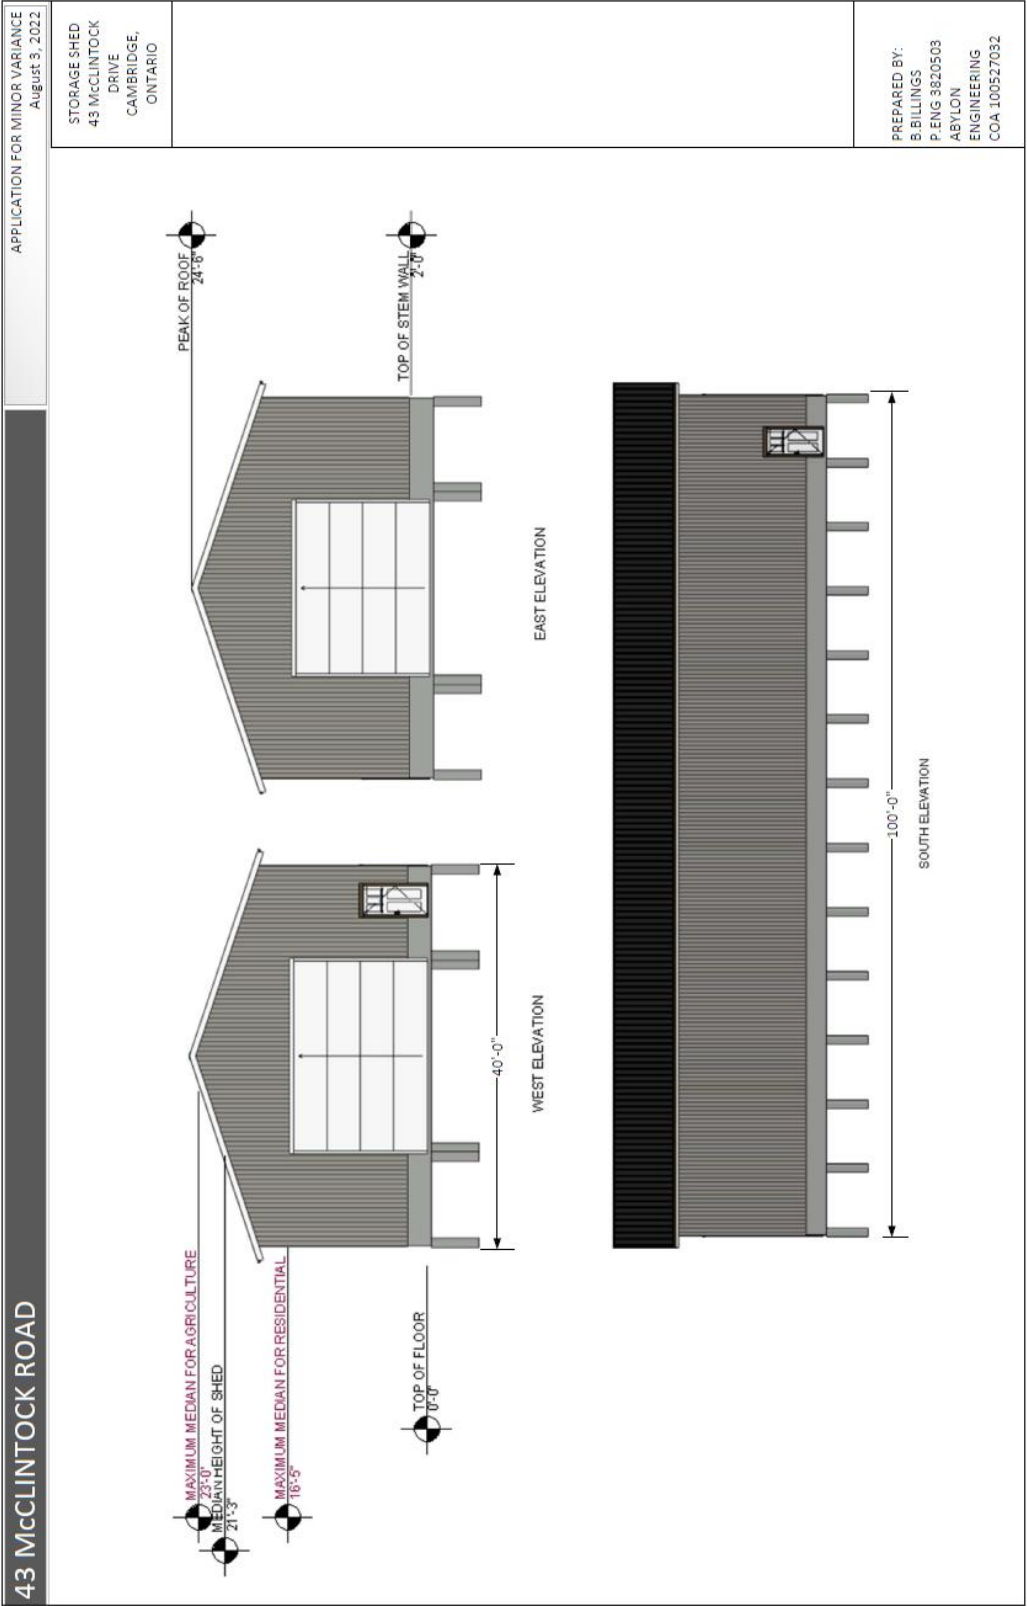 43 McCLINTOCK ROAD
APPLICATION FOR MINOR VARIANCE
August 3, 2022
STORAGE SHED
43 McCLINTOCK
DRIVE
CAMBRIDGE,
ONTARIO
MAXIMUM MEDIAN FOR AGRICULTURE
23'-0"
MEDIAN HEIGHT OF SHED
21'-3"
MAXIMUM MEDIAN FOR RESIDENTIAL
16'-5"
TOP OF FLOOR
0'-0"
PEAK OF ROOF
24'-6"
TOP OF STEM WALL
2'-0"
40'-0"
WEST ELEVATION
EAST ELEVATION
100'-0"
SOUTH ELEVATION
PREPARED BY:
B.BILLINGS
P.ENG 3820503
ABYLON
ENGINEERING
COA 100527032